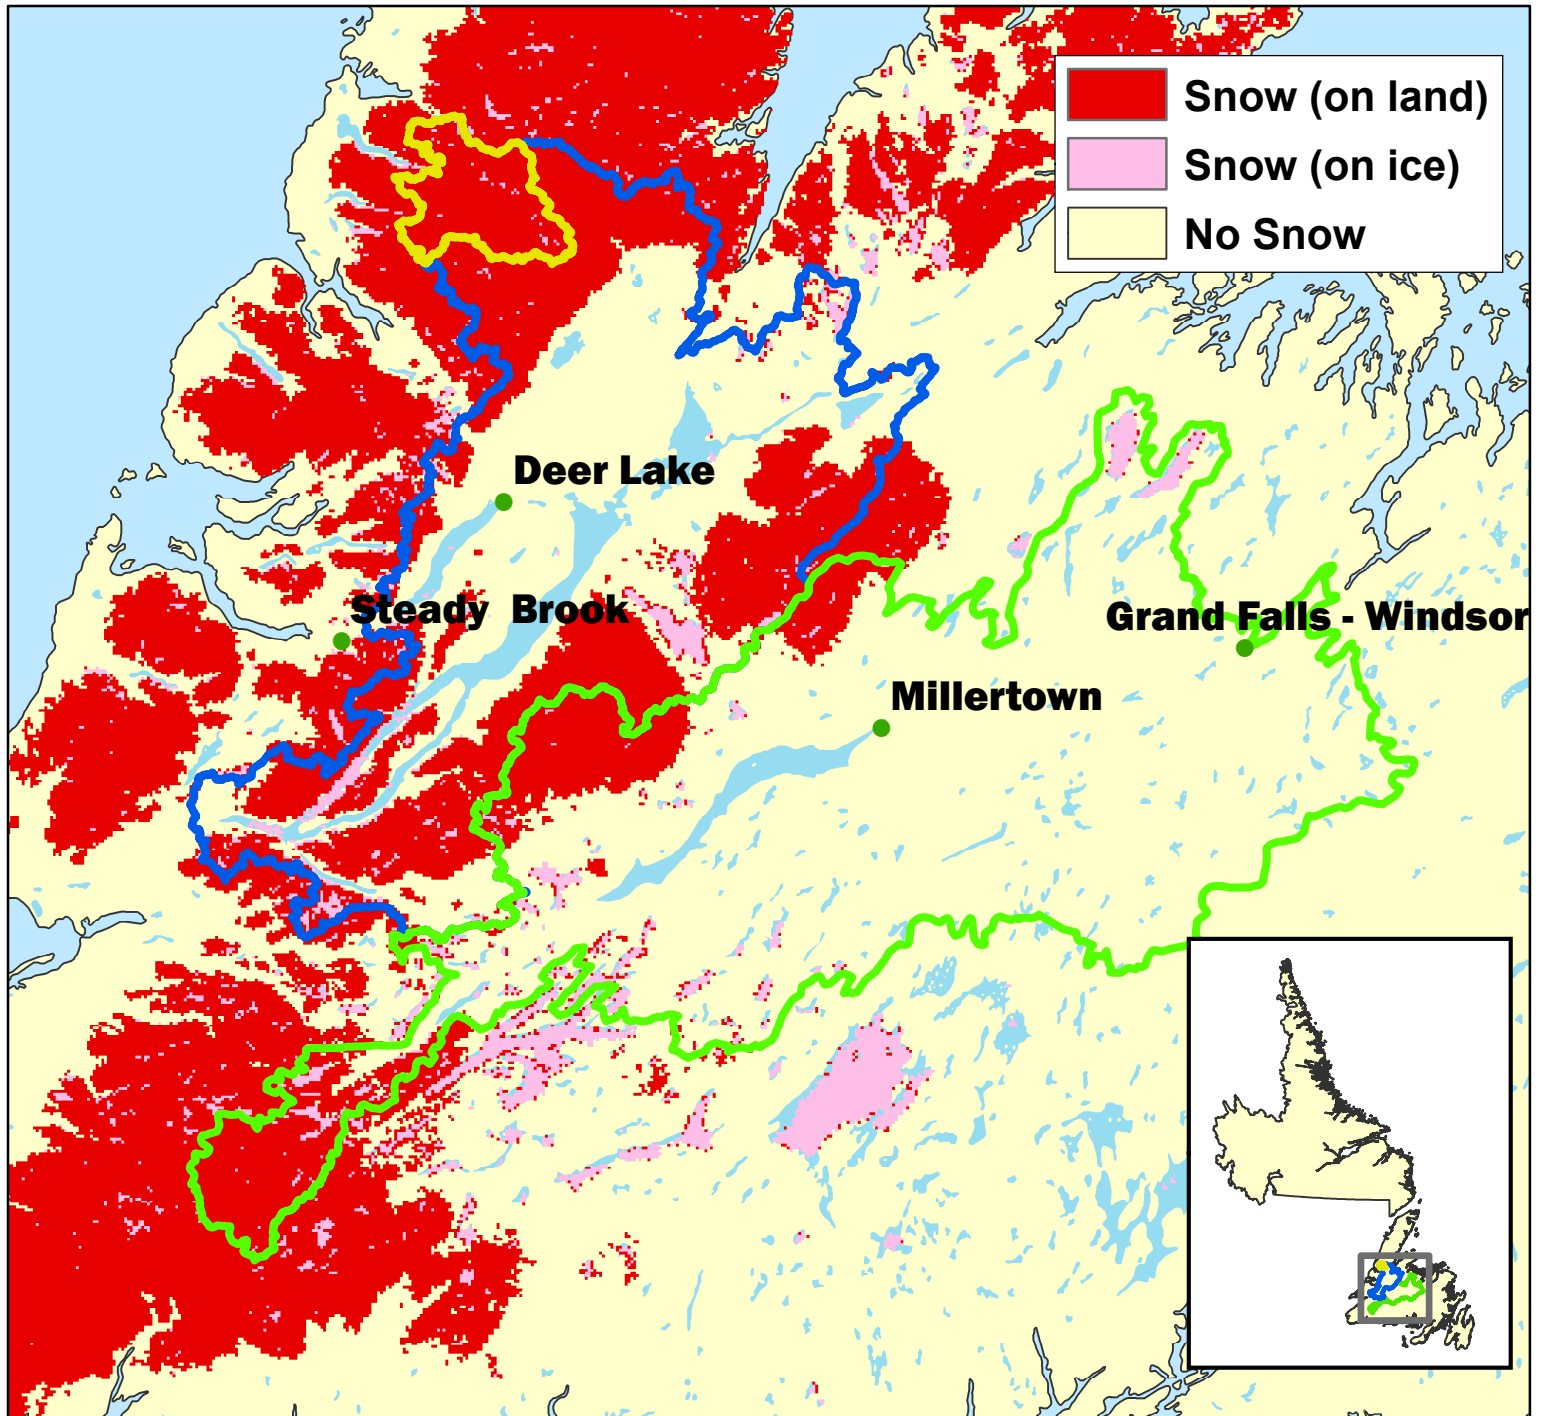 Snow (on land)
Snow (on ice)
No Snow
Deer Lake
Steady Brook
Grand Falls - Windsor
Millertown